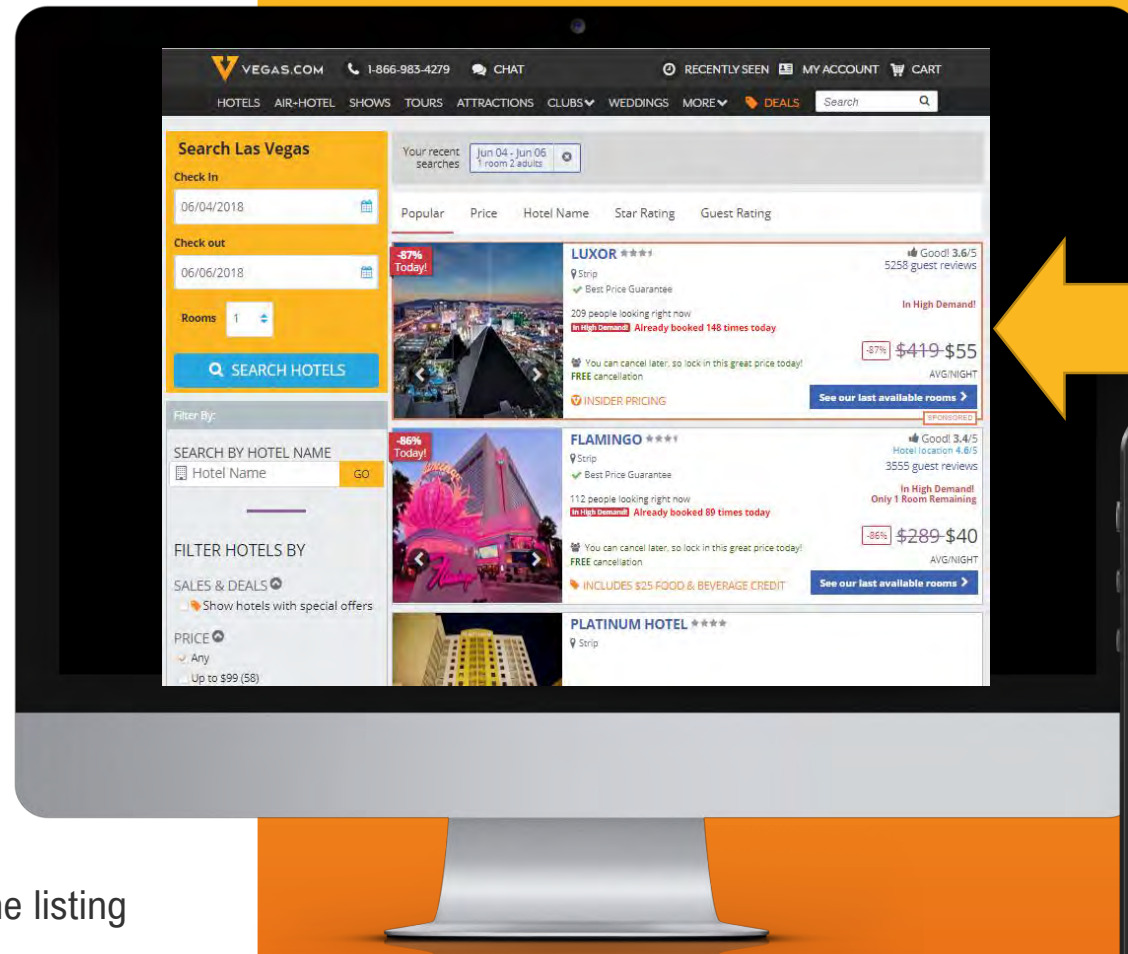 VEGAS.COM 1-866-983-4279 CHAT RECENTLY SEEN MY ACCOUNT CART
HOTELS AIR+HOTEL SHOWS TOURS ATTRACTIONS CLUBS WEDDINGS MORE DEALS Search
Search Las Vegas
Check In
06/04/2018
Check out
06/06/2018
Rooms 1
SEARCH HOTELS
Filter By:
SEARCH BY HOTEL NAME
Hotel Name GO
FILTER HOTELS BY
SALES & DEALS
Show hotels with special offers
PRICE
Any
Up to $99 (58)
Your recent
searches
Jun 04 - Jun 06
1 room 2 adults
Popular Price Hotel Name Star Rating Guest Rating
-87%
Today!
LUXOR
Strip
Best Price Guarantee
209 people looking right now
In High Demand! Already booked 148 times today
You can cancel later, so lock in this great price today!
FREE cancellation
INSIDER PRICING
Good! 3.6/5
5258 guest reviews
In High Demand!
-87% $419 $55
AVG/NIGHT
See our last available rooms
SPONSORED
-86%
Today!
Flamingo
FLAMINGO
Strip
Best Price Guarantee
112 people looking right now
In High Demand! Already booked 89 times today
You can cancel later, so lock in this great price today!
FREE cancellation
INCLUDES $25 FOOD & BEVERAGE CREDIT
Good! 3.4/5
Hotel location 4.6/5
3555 guest reviews
In High Demand!
Only 1 Room Remaining
-86% $289 $40
AVG/NIGHT
See our last available rooms
PLATINUM HOTEL
Strip
listing